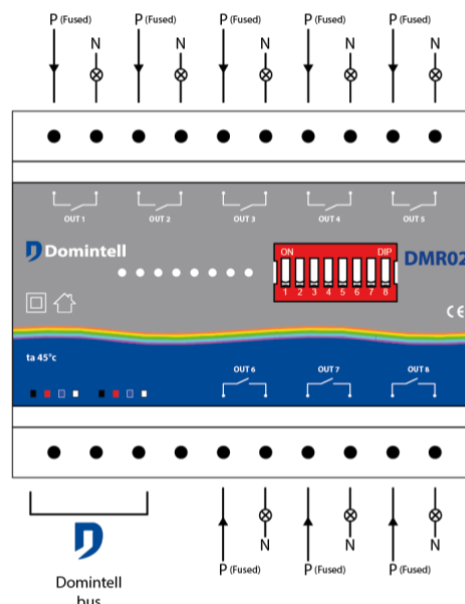 P (Fused) N P (Fused) N P (Fused) N P (Fused) N P (Fused) N
OUT 1 OUT 2 OUT 3 OUT 4 OUT 5
ON DIP
Domintell
DMR02
1 2 3 4 5 6 7 8
CE
ta 45°c
OUT 6 OUT 7 OUT 8
N N N
P (Fused) P (Fused) P (Fused)
Domintell
bus